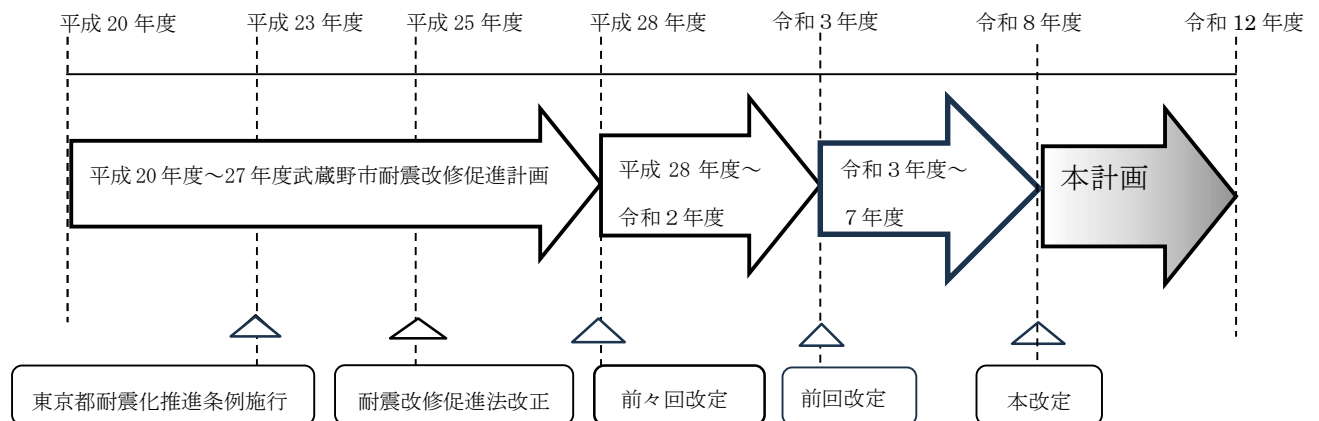 平成 20 年度
平成 23 年度
平成 25 年度
平成 28 年度
令和３年度
令和８年度
令和 12 年度
平成 20 年度～27 年度武蔵野市耐震改修促進計画
平成 28 年度～
令和２年度
令和３年度～
７年度
本計画
東京都耐震化推進条例施行
耐震改修促進法改正
前々回改定
前回改定
本改定